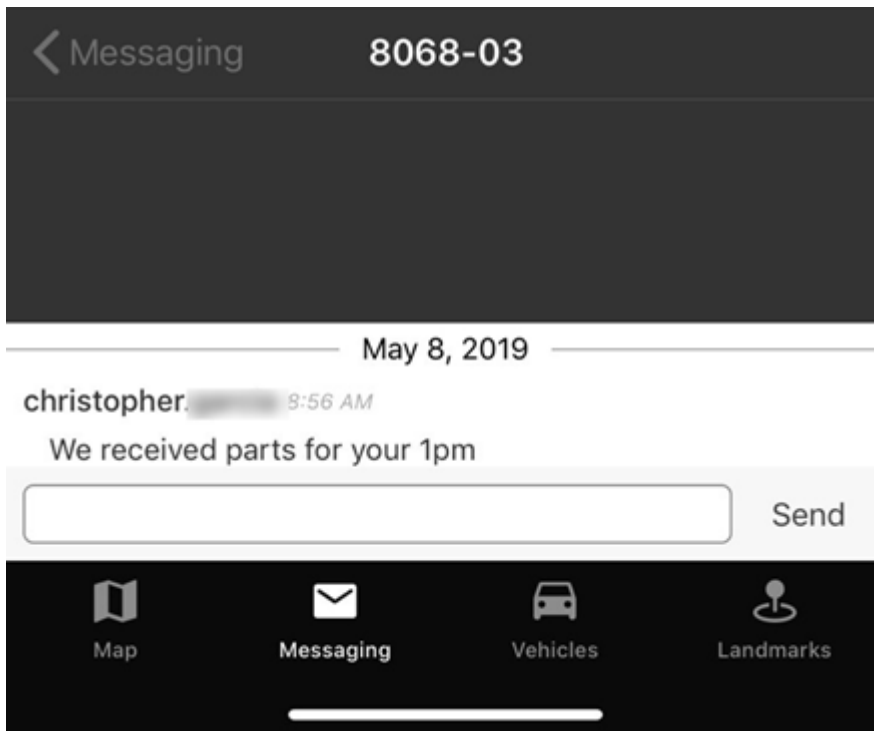 Messaging 8068-03
May 8, 2019
christopher. 8:56 AM
We received parts for your 1pm
Send
Map Messaging Vehicles Landmarks